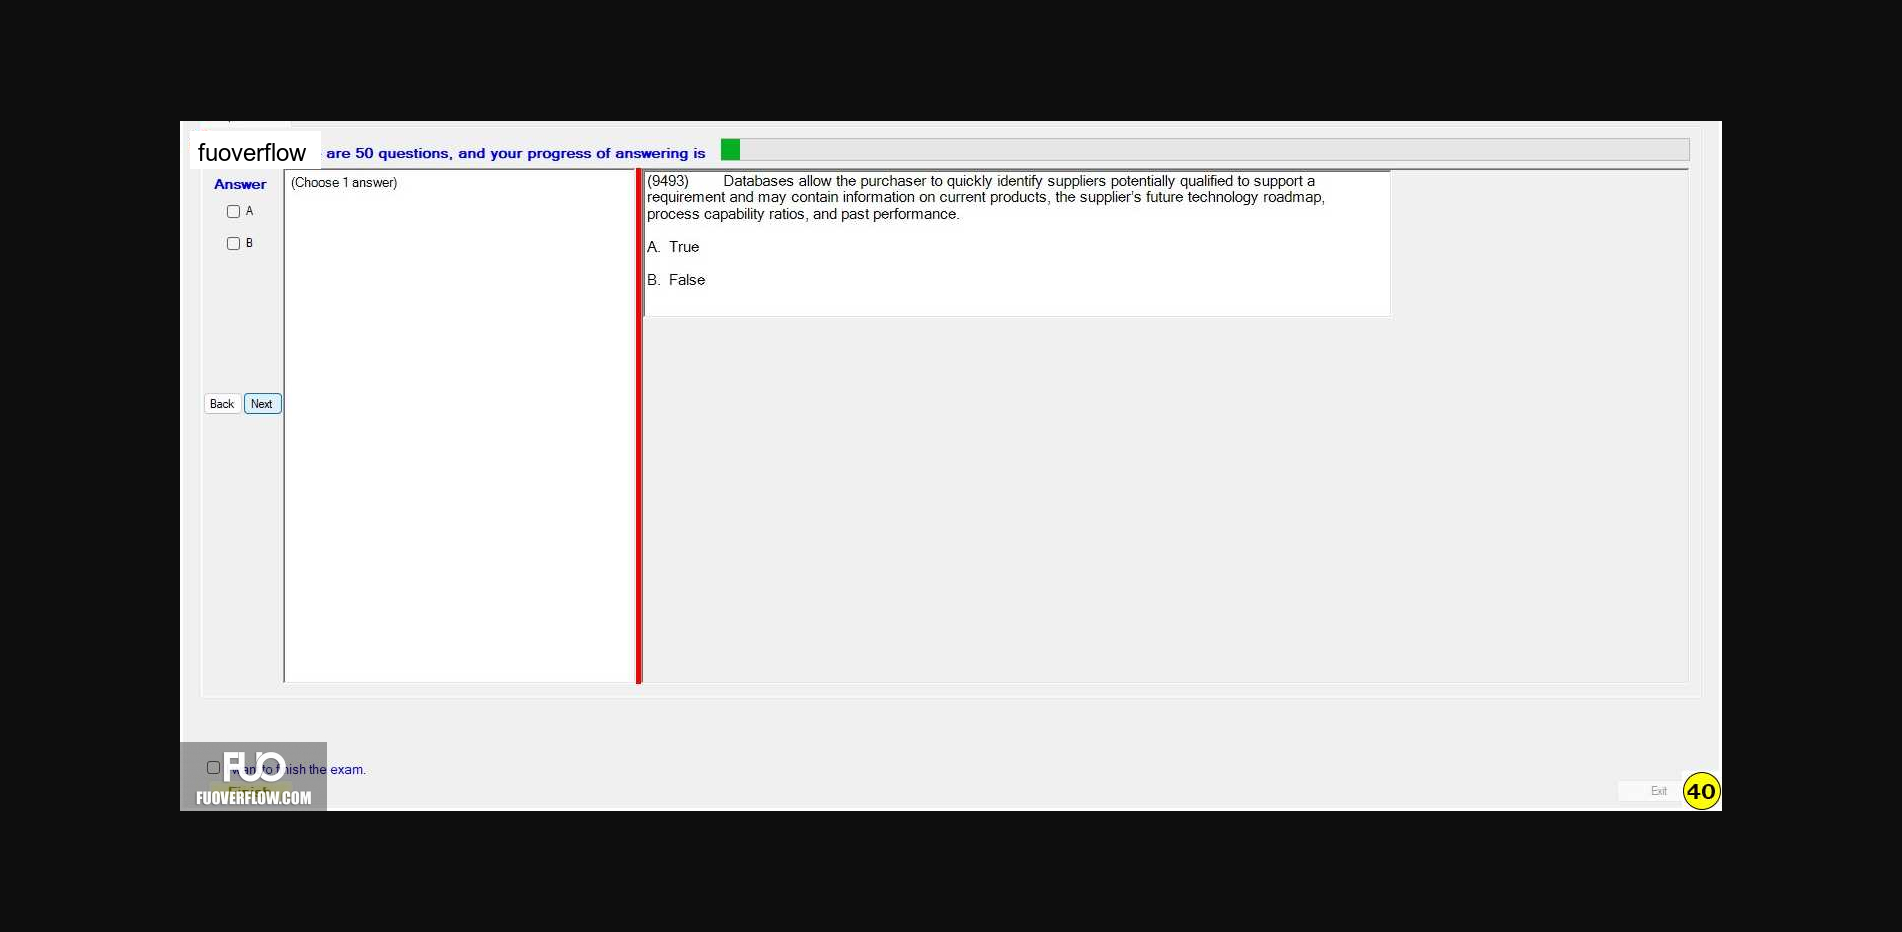 fuoverflow are 50 questions, and your progress of answering is
Answer
(Choose 1 answer)
A
B
Back Next
(9493) Databases allow the purchaser to quickly identify suppliers potentially qualified to support a
requirement and may contain information on current products, the supplier's future technology roadmap,
process capability ratios, and past performance.
A. True
B. False
want to finish the exam.
Finish
FUO
FUOVERFLOW.COM
Exit
40